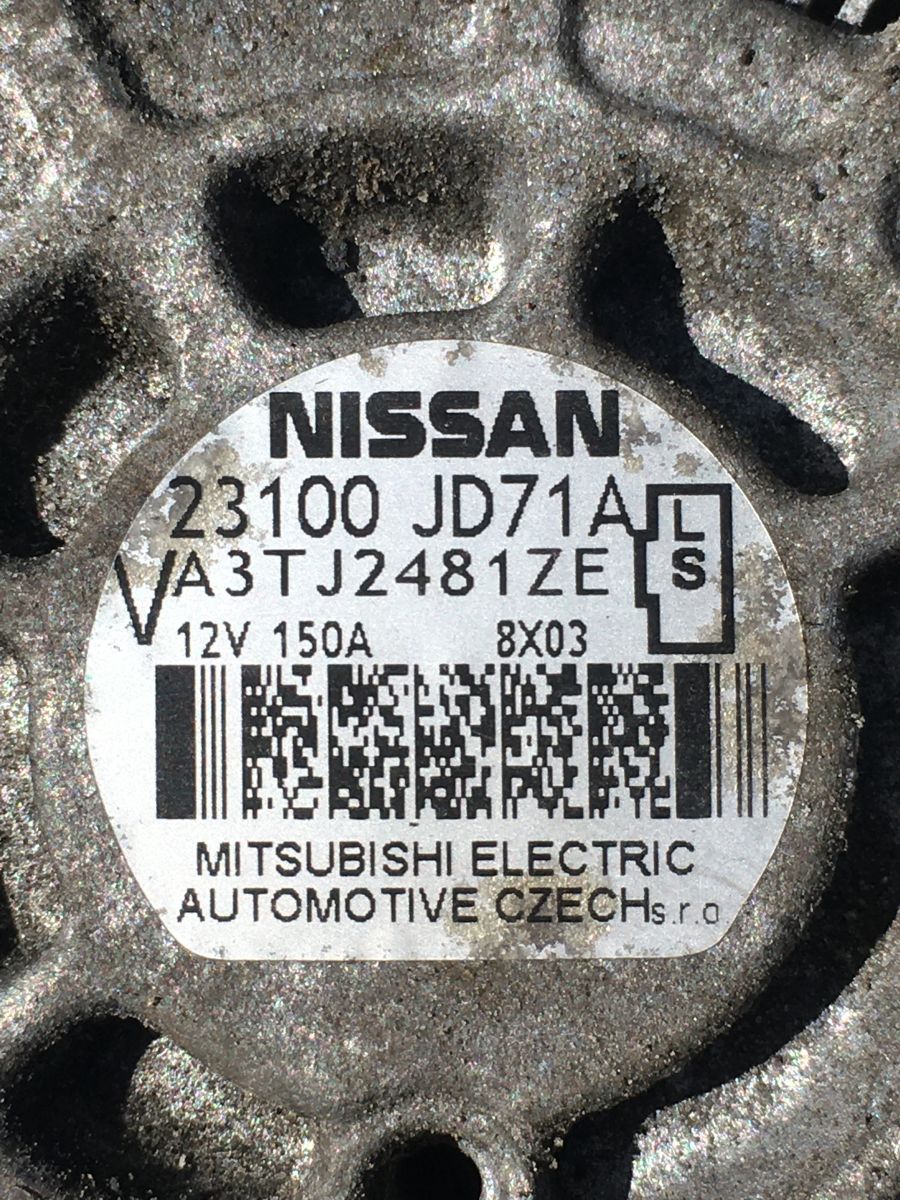 NISSAN
23100 JD71A
L
S
VA3TJ2481ZE
12V 150A 8X03
MITSUBISHI ELECTRIC
AUTOMOTIVE CZECH s.r.o